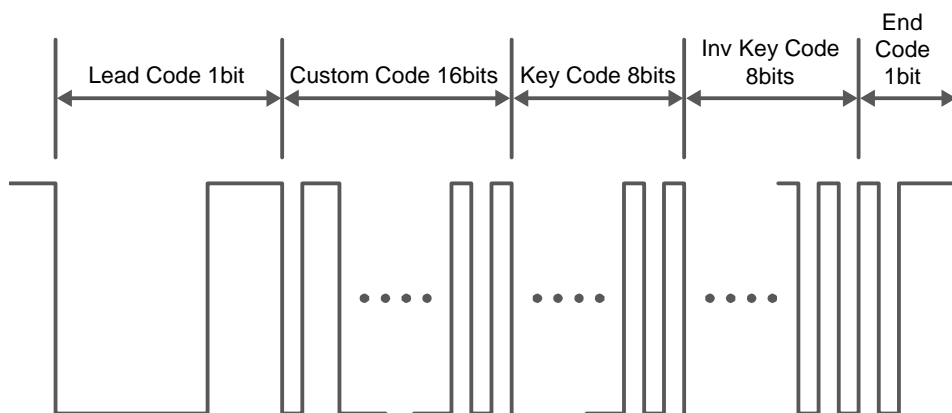 Lead Code 1bit
Custom Code 16bits
Key Code 8bits
Inv Key Code
8bits
End
Code
1bit